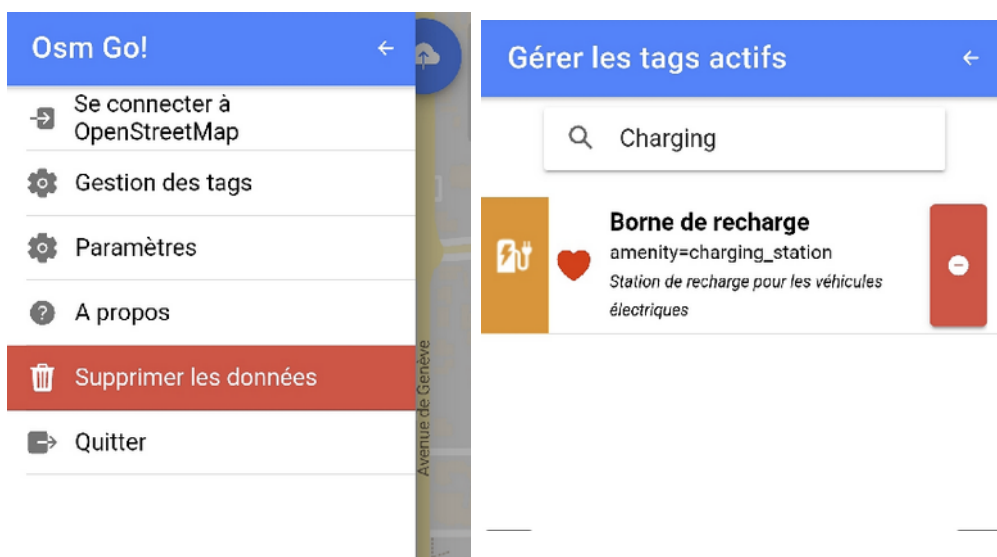 Osm Go!
Se connecter à
OpenStreetMap
Gestion des tags
Paramètres
A propos
Supprimer les données
Quitter
Avenue de Genève
Gérer les tags actifs
Charging
Borne de recharge
amenity=charging_station
Station de recharge pour les véhicules
électriques